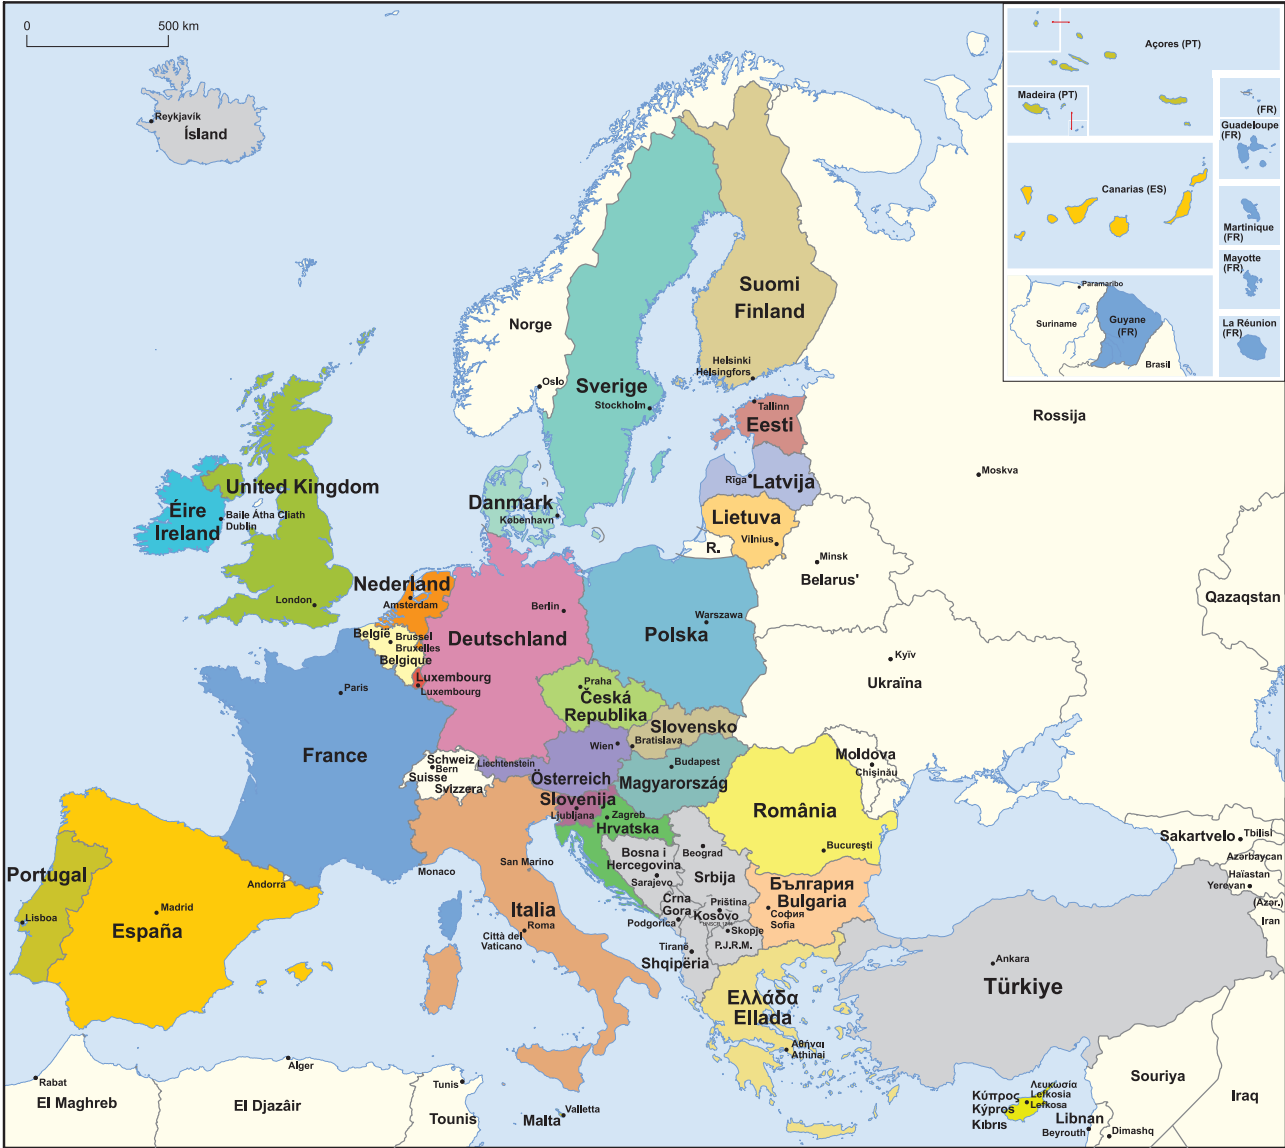 0
500 km
Reykjavík
Ísland
Açores (PT)
Madeira (PT)
(FR)
Guadeloupe
(FR)
Canarias (ES)
Martinique
(FR)
Mayotte
(FR)
Paramaribo
Suriname
Guyane
(FR)
Brasil
La Réunion
(FR)
Suomi
Finland
Norge
Helsinki
Helsingfors
Oslo
Sverige
Stockholm
Tallinn
Eesti
Rossija
Moskva
Rīga
Latvija
United Kingdom
Éire
Ireland
Baile Átha Cliath
Dublin
Danmark
København
Lietuva
Vilnius
R.
Minsk
Belarus'
Qazaqstan
Nederland
Amsterdam
London
Berlin
Deutschland
Warszawa
Polska
België
Brussel
Bruxelles
Belgique
Luxembourg
Luxembourg
Kyïv
Ukraïna
Paris
France
Praha
Česká
Republika
Slovensko
Bratislava
Wien
Schweiz
Bern
Suisse
Svizzera
Liechtenstein
Österreich
Budapest
Magyarország
Moldova
Chişinău
Slovenija
Ljubljana
Zagreb
Hrvatska
România
Bucureşti
Sakartvelo
Tbilisi
Azərbaycan
Haïastan
Yerevan
(Azər.)
Iran
Portugal
Lisboa
Andorra
Madrid
España
Monaco
San Marino
Italia
Roma
Città del
Vaticano
Bosna i
Hercegovina
Sarajevo
Beograd
Srbija
Crna
Gora
Podgorica
Priština
Kosovo
Skopje
P.J.R.M.
Tiranë
Shqipëria
България
Bulgaria
София
Sofia
Ankara
Türkiye
Ελλάδα
Ellada
Αθήναι
Athinai
Rabat
El Maghreb
Alger
El Djazâir
Tunis
Tounis
Malta
Valletta
Κύπρος
Kýpros
Kıbrıs
Λευκωσία
Lefkosia
Lefkosa
Libnan
Beyrouth
Dimashq
Souriya
Iraq